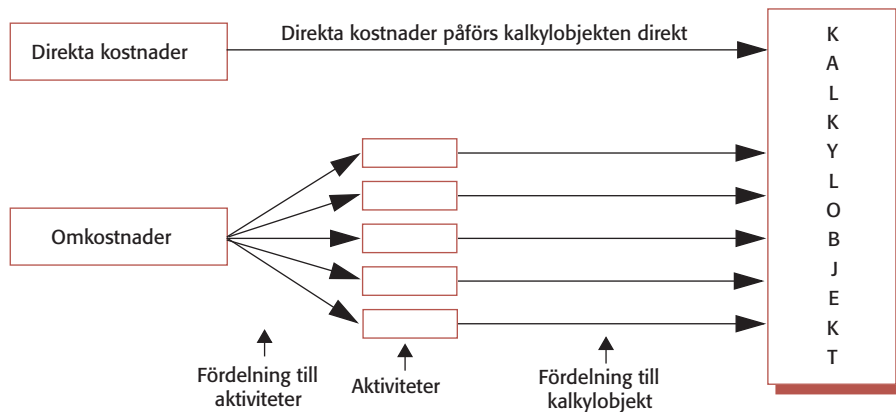 Direkta kostnader
Direkta kostnader påförs kalkylobjekten direkt
Omkostnader
Fördelning till
aktiviteter
Aktiviteter
Fördelning till
kalkylobjekt
K
A
L
K
Y
L
O
B
J
E
K
T